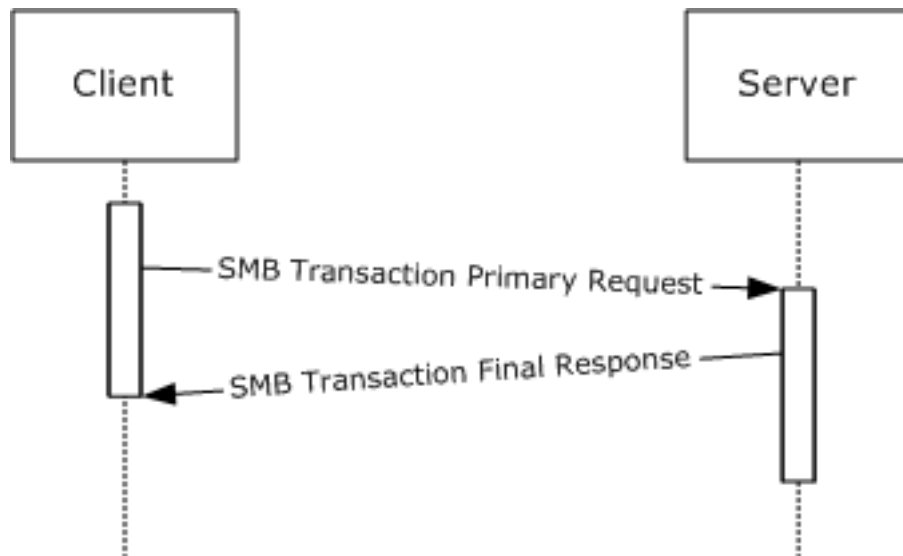 Client
Server
SMB Transaction Primary Request
SMB Transaction Final Response